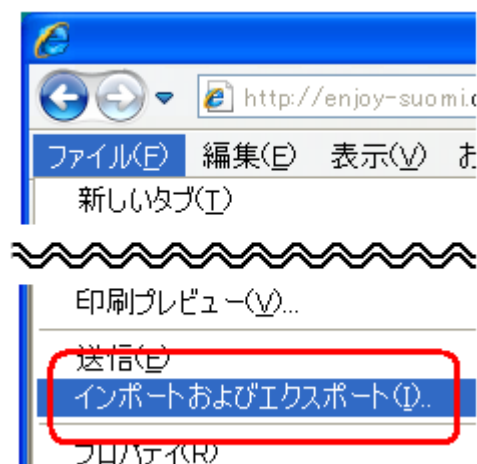 http://enjoy-suomi.
ファイル(F) 編集(E) 表示(V) お
新しいタブ(T)
印刷プレビュー(V)...
送信(E)
インポートおよびエクスポート(I)..
プロパティ(R)